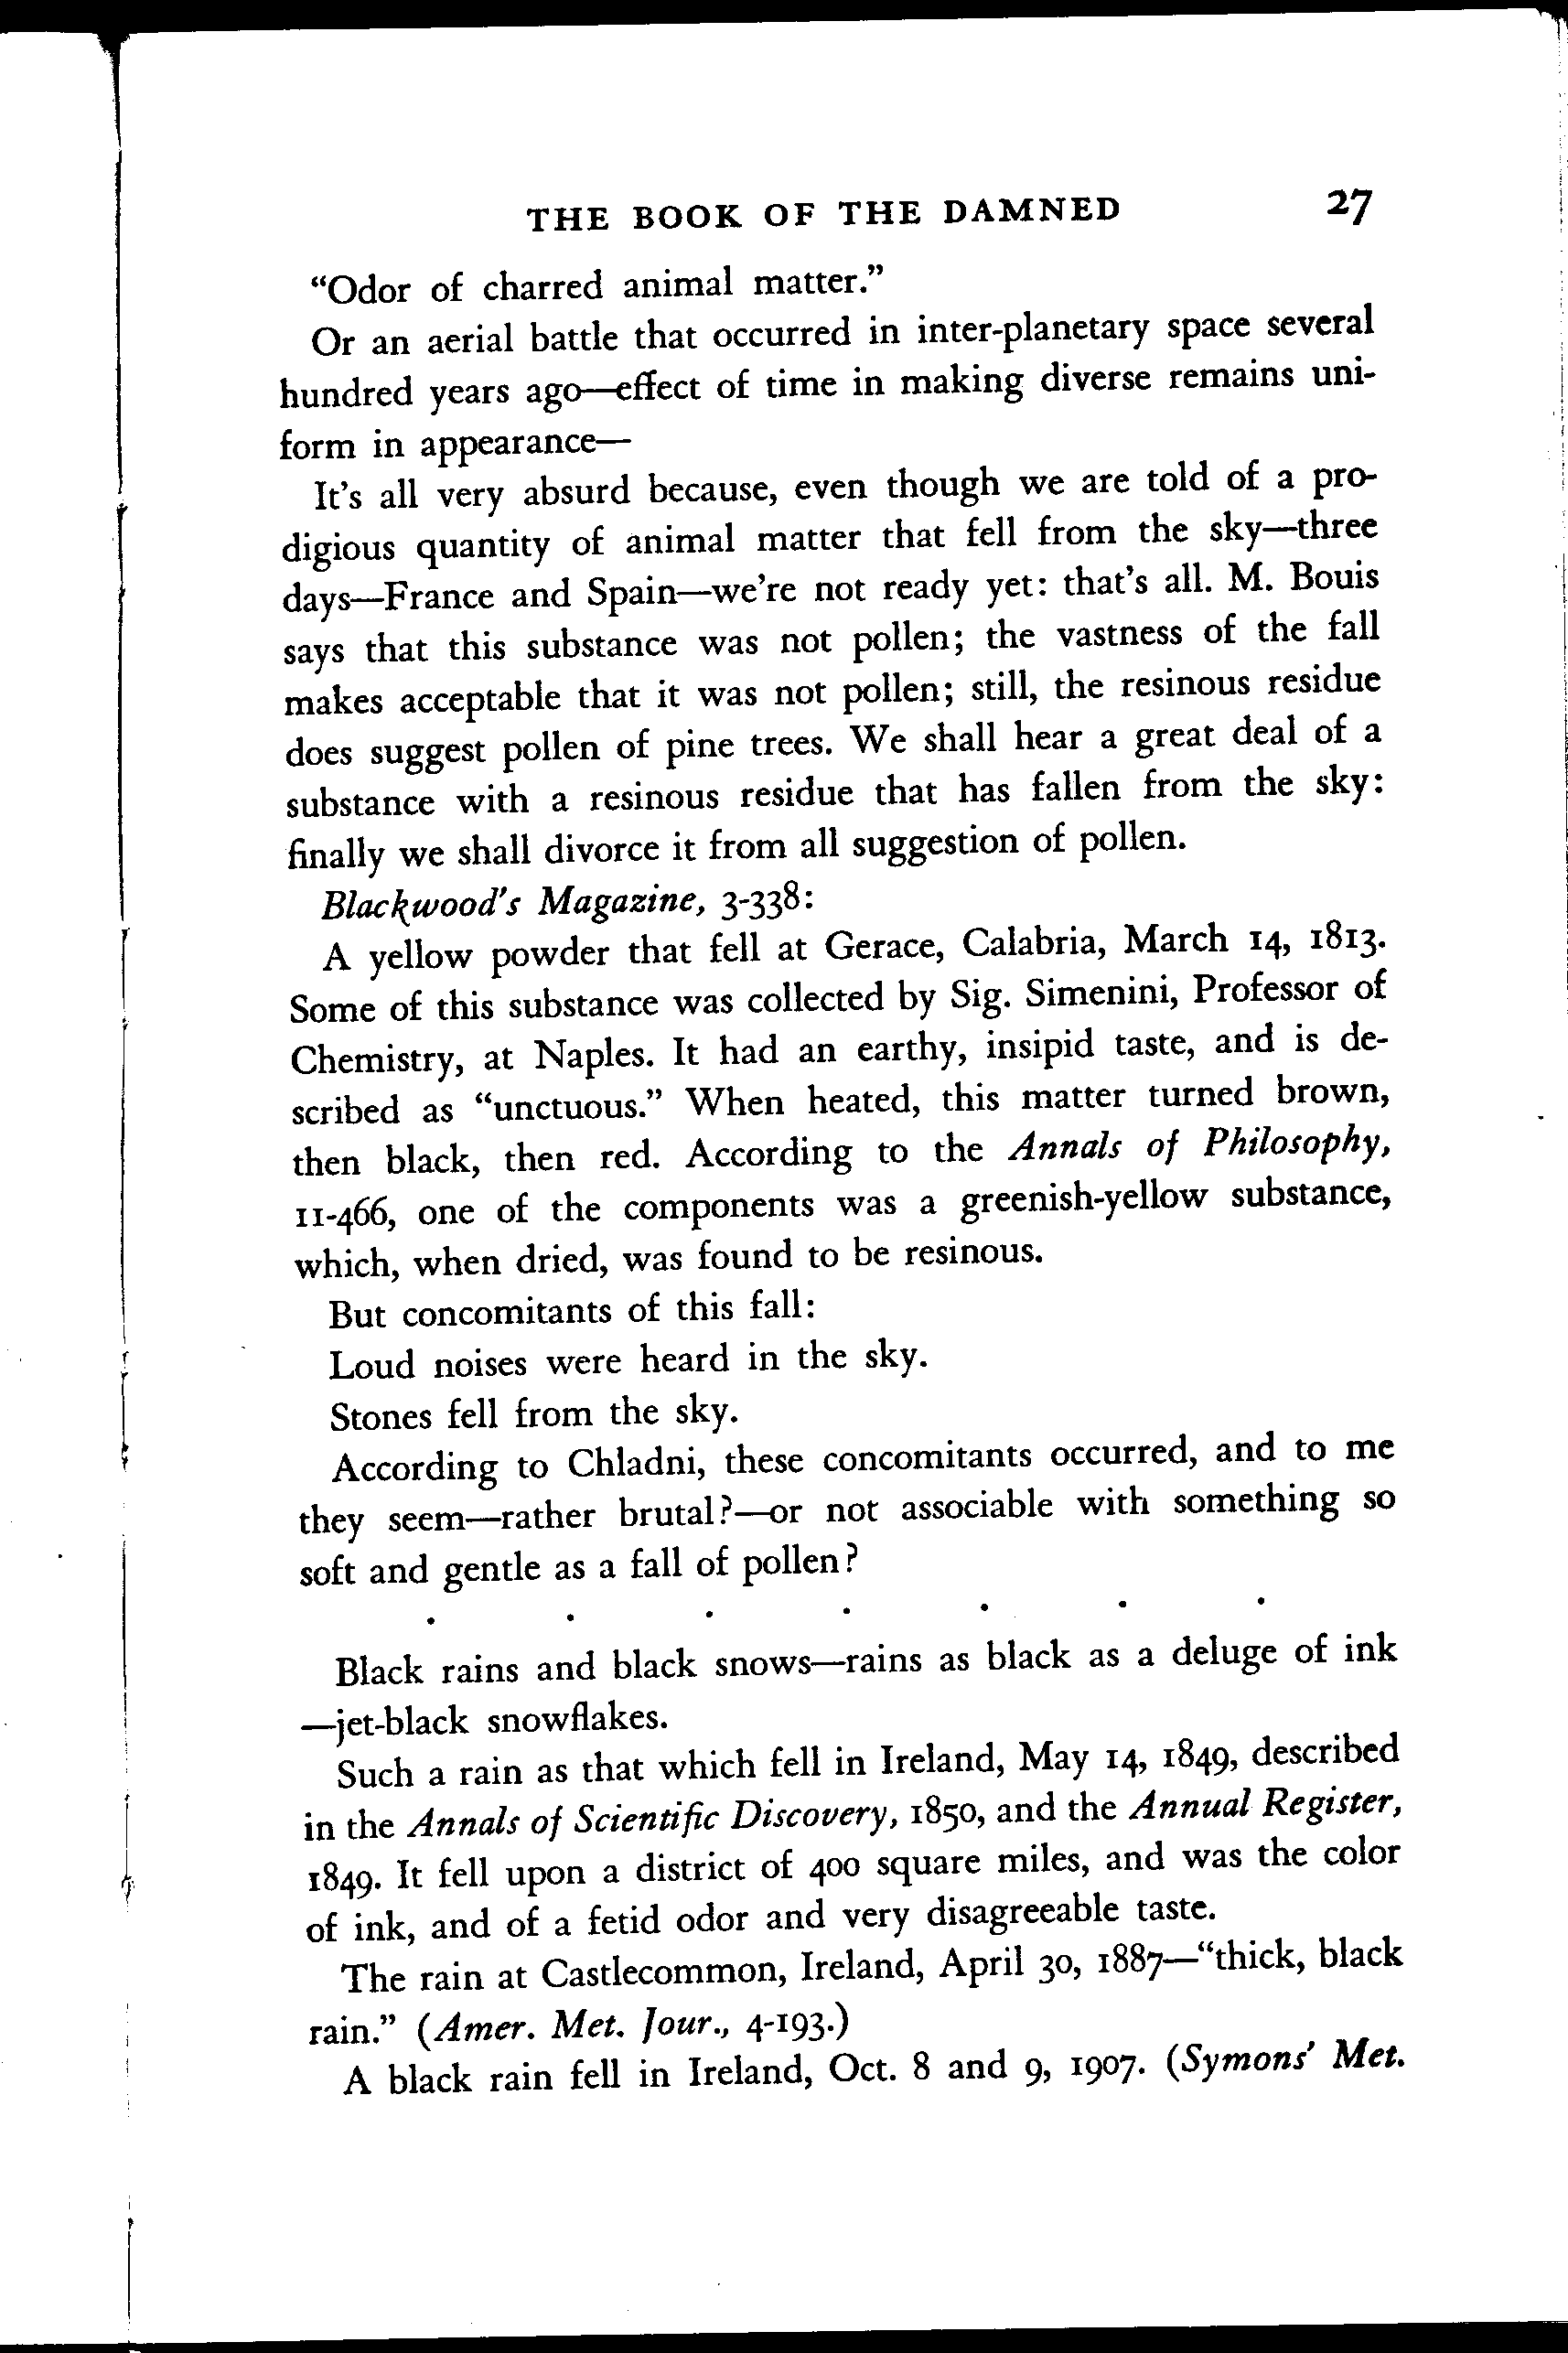 THE BOOK OF THE DAMNED 27
“Odor of charred animal matter.”
Or an aerial battle that occurred in inter-planetary space several
hundred years ago—effect of time in making diverse remains uni-
form in appearance—
It’s all very absurd because, even though we are told of a pro-
digious quantity of animal matter that fell from the sky—three
days—France and Spain—we’re not ready yet: that’s all. M. Bouis
says that this substance was not pollen; the vastness of the fall
makes acceptable that it was not pollen; still, the resinous residue
does suggest pollen of pine trees. We shall hear a great deal of a
substance with a resinous residue that has fallen from the sky:
finally we shall divorce it from all suggestion of pollen.
Blackwood’s Magazine, 3-338:
A yellow powder that fell at Gerace, Calabria, March 14, 1813.
Some of this substance was collected by Sig. Simenini, Professor of
Chemistry, at Naples. It had an earthy, insipid taste, and is de-
scribed as “unctuous.” When heated, this matter turned brown,
then black, then red. According to the Annals of Philosophy,
11-466, one of the components was a greenish-yellow substance,
which, when dried, was found to be resinous.
But concomitants of this fall:
Loud noises were heard in the sky.
Stones fell from the sky.
According to Chladni, these concomitants occurred, and to me
they seem—rather brutal?—or not associable with something so
soft and gentle as a fall of pollen?
. . . . . . .
Black rains and black snows—rains as black as a deluge of ink
—jet-black snowflakes.
Such a rain as that which fell in Ireland, May 14, 1849, described
in the Annals of Scientific Discovery, 1850, and the Annual Register,
1849. It fell upon a district of 400 square miles, and was the color
of ink, and of a fetid odor and very disagreeable taste.
The rain at Castlecommon, Ireland, April 30, 1887—“thick, black
rain.” (Amer. Met. Jour., 4-193.)
A black rain fell in Ireland, Oct. 8 and 9, 1907. (Symons’ Met.